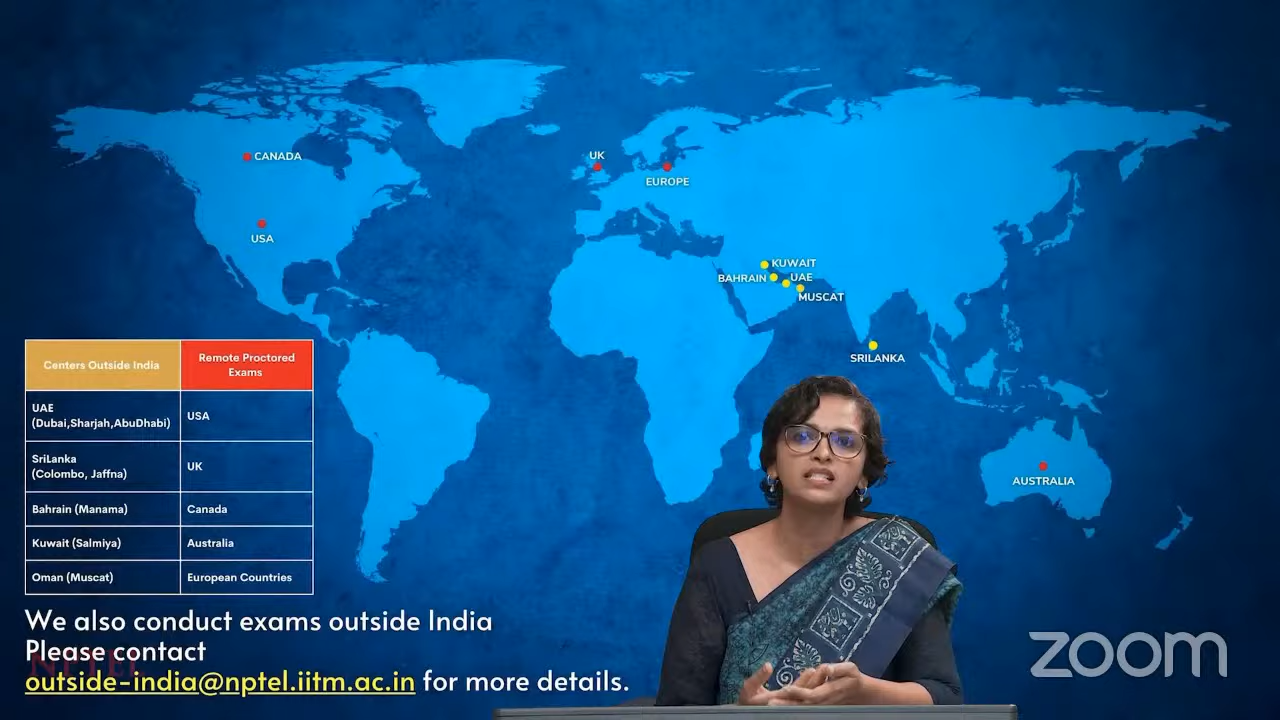 CANADA
UK
EUROPE
USA
KUWAIT
BAHRAIN
UAE
MUSCAT
SRILANKA
AUSTRALIA
Centers Outside India
Remote Proctored
Exams
UAE
(Dubai,Sharjah,AbuDhabi)
USA
SriLanka
(Colombo, Jaffna)
UK
Bahrain (Manama)
Canada
Kuwait (Salmiya)
Australia
Oman (Muscat)
European Countries
We also conduct exams outside India
Please contact
NPTEL
outside-india@nptel.iitm.ac.in for more details.
zoom